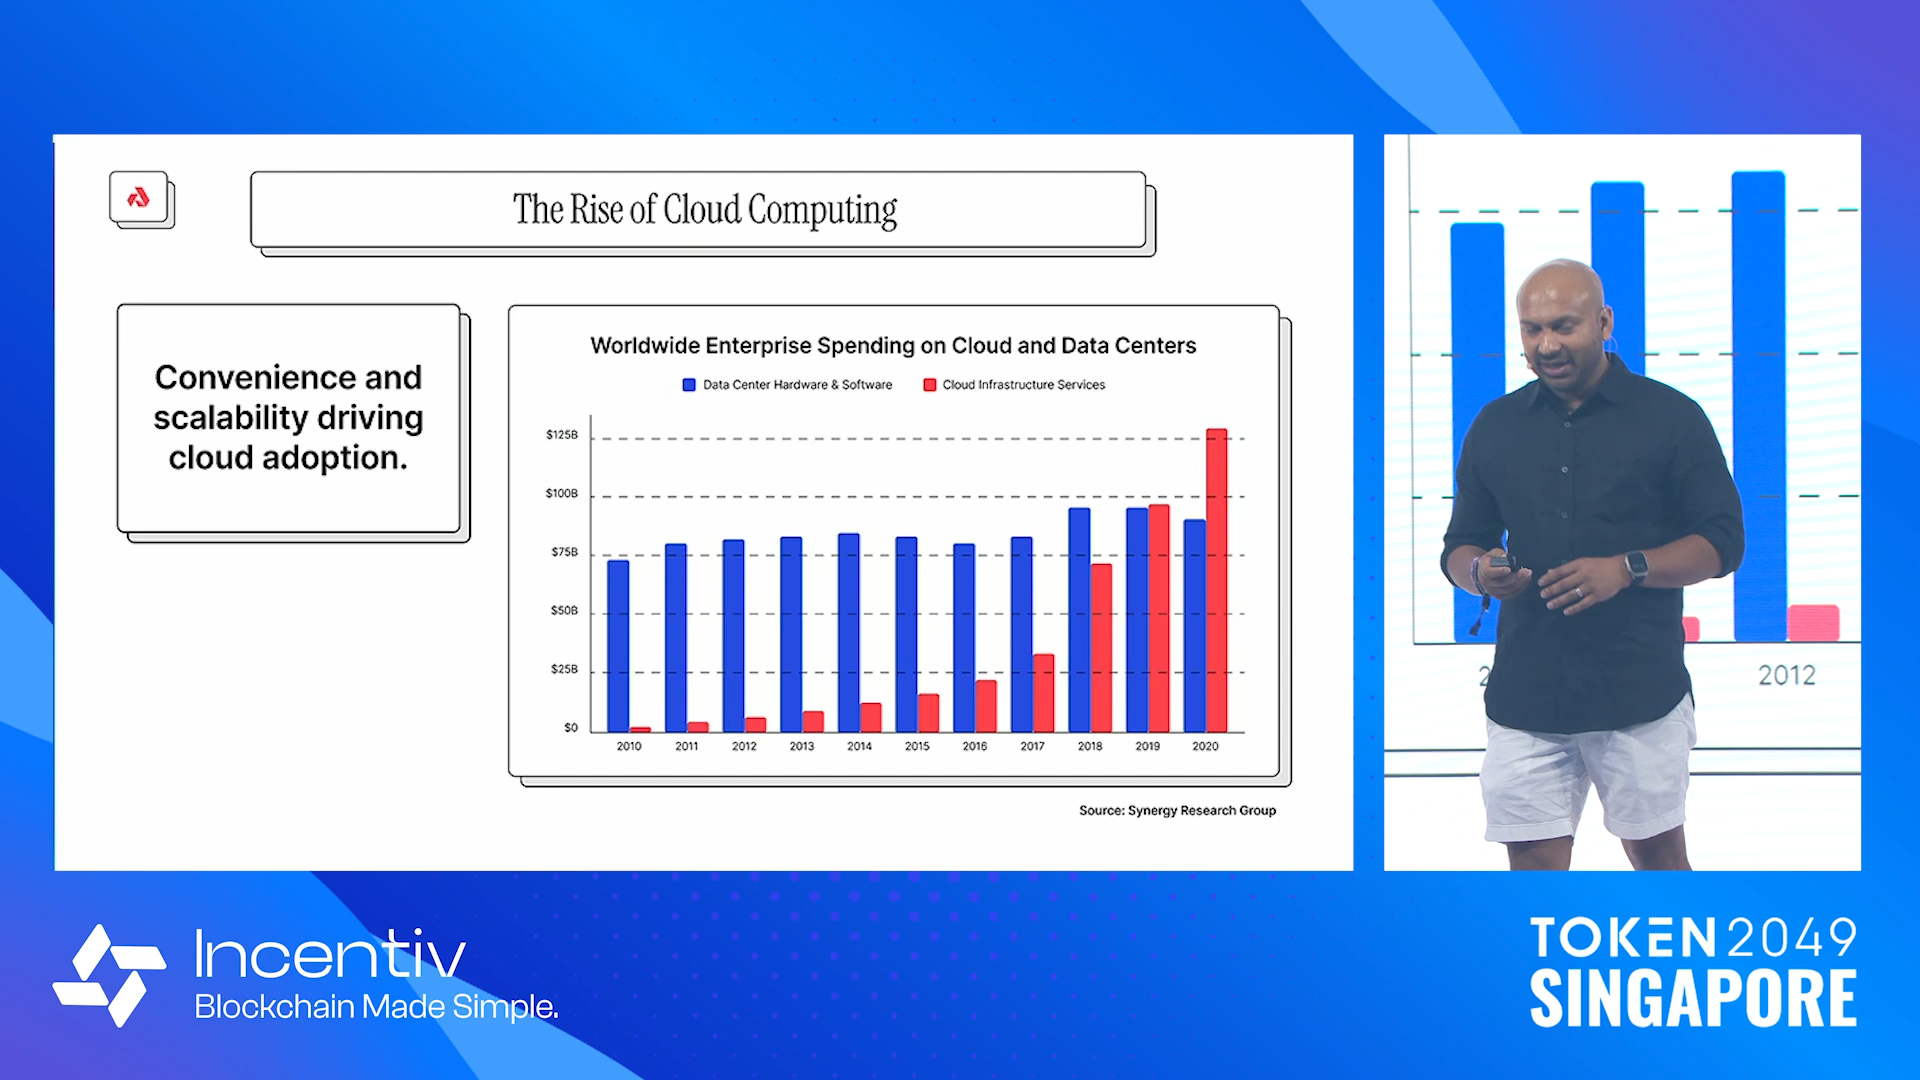 The Rise of Cloud Computing
Convenience and
scalability driving
cloud adoption.
Worldwide Enterprise Spending on Cloud and Data Centers
Data Center Hardware & Software
Cloud Infrastructure Services
$125B
$100B
$75B
$50B
$25B
$0
2010 2011 2012 2013 2014 2015 2016 2017 2018 2019 2020
Source: Synergy Research Group
2012
Incentiv
Blockchain Made Simple.
TOKEN2049
SINGAPORE